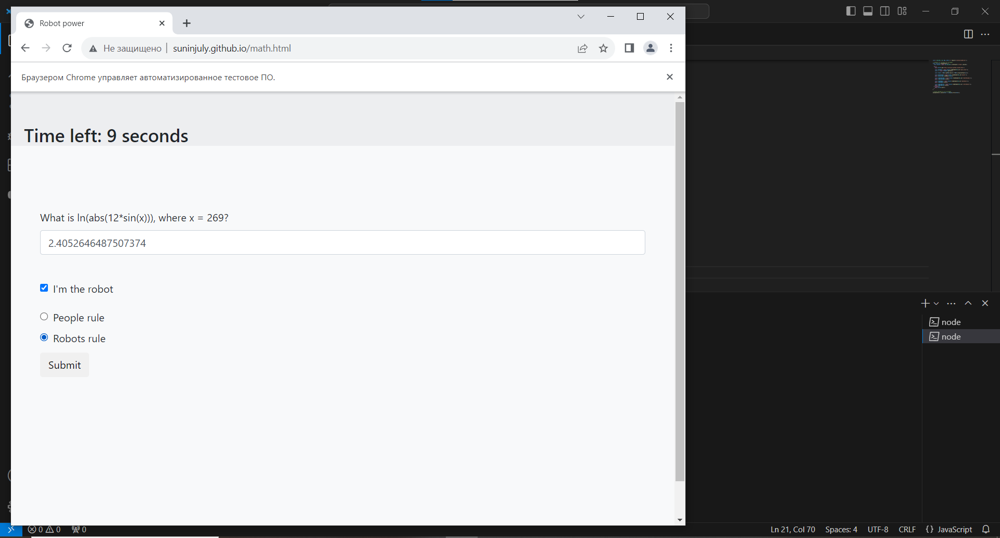 Robot power
Не защищено
suninjuly.github.io/math.html
Браузером Chrome управляет автоматизированное тестовое ПО.
Time left: 9 seconds
What is ln(abs(12*sin(x))), where x = 269?
2.4052646487507374
I'm the robot
People rule
Robots rule
Submit
node
node
0 0 0
Ln 21, Col 70 Spaces: 4 UTF-8 CRLF {} JavaScript